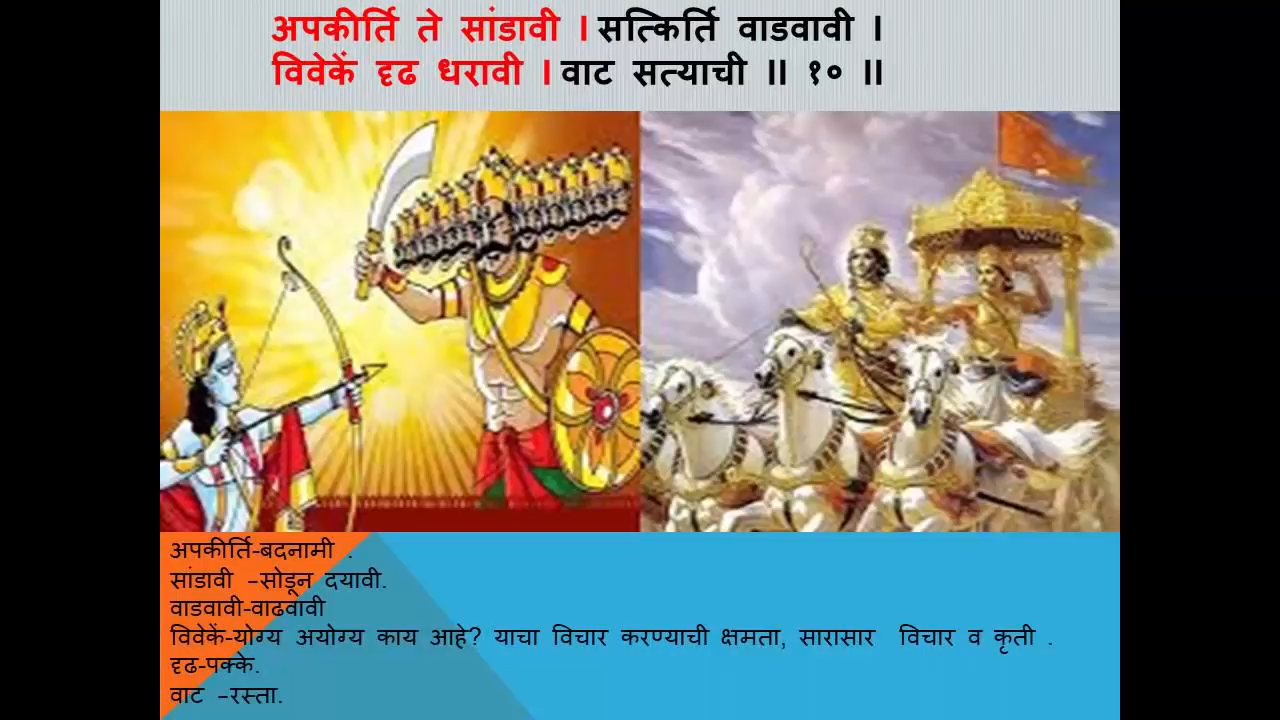 अपकीर्ति ते सांडावी । सत्किर्ति वाडवावी ।
विवेकें दृढ धरावी । वाट सत्याची ॥ १० ॥
अपकीर्ति-बदनामी .
सांडावी –सोडून दयावी.
वाडवावी-वाढवावी
विवेकें-योग्य अयोग्य काय आहे? याचा विचार करण्याची क्षमता, सारासार विचार व कृती .
दृढ-पक्के.
वाट –रस्ता.